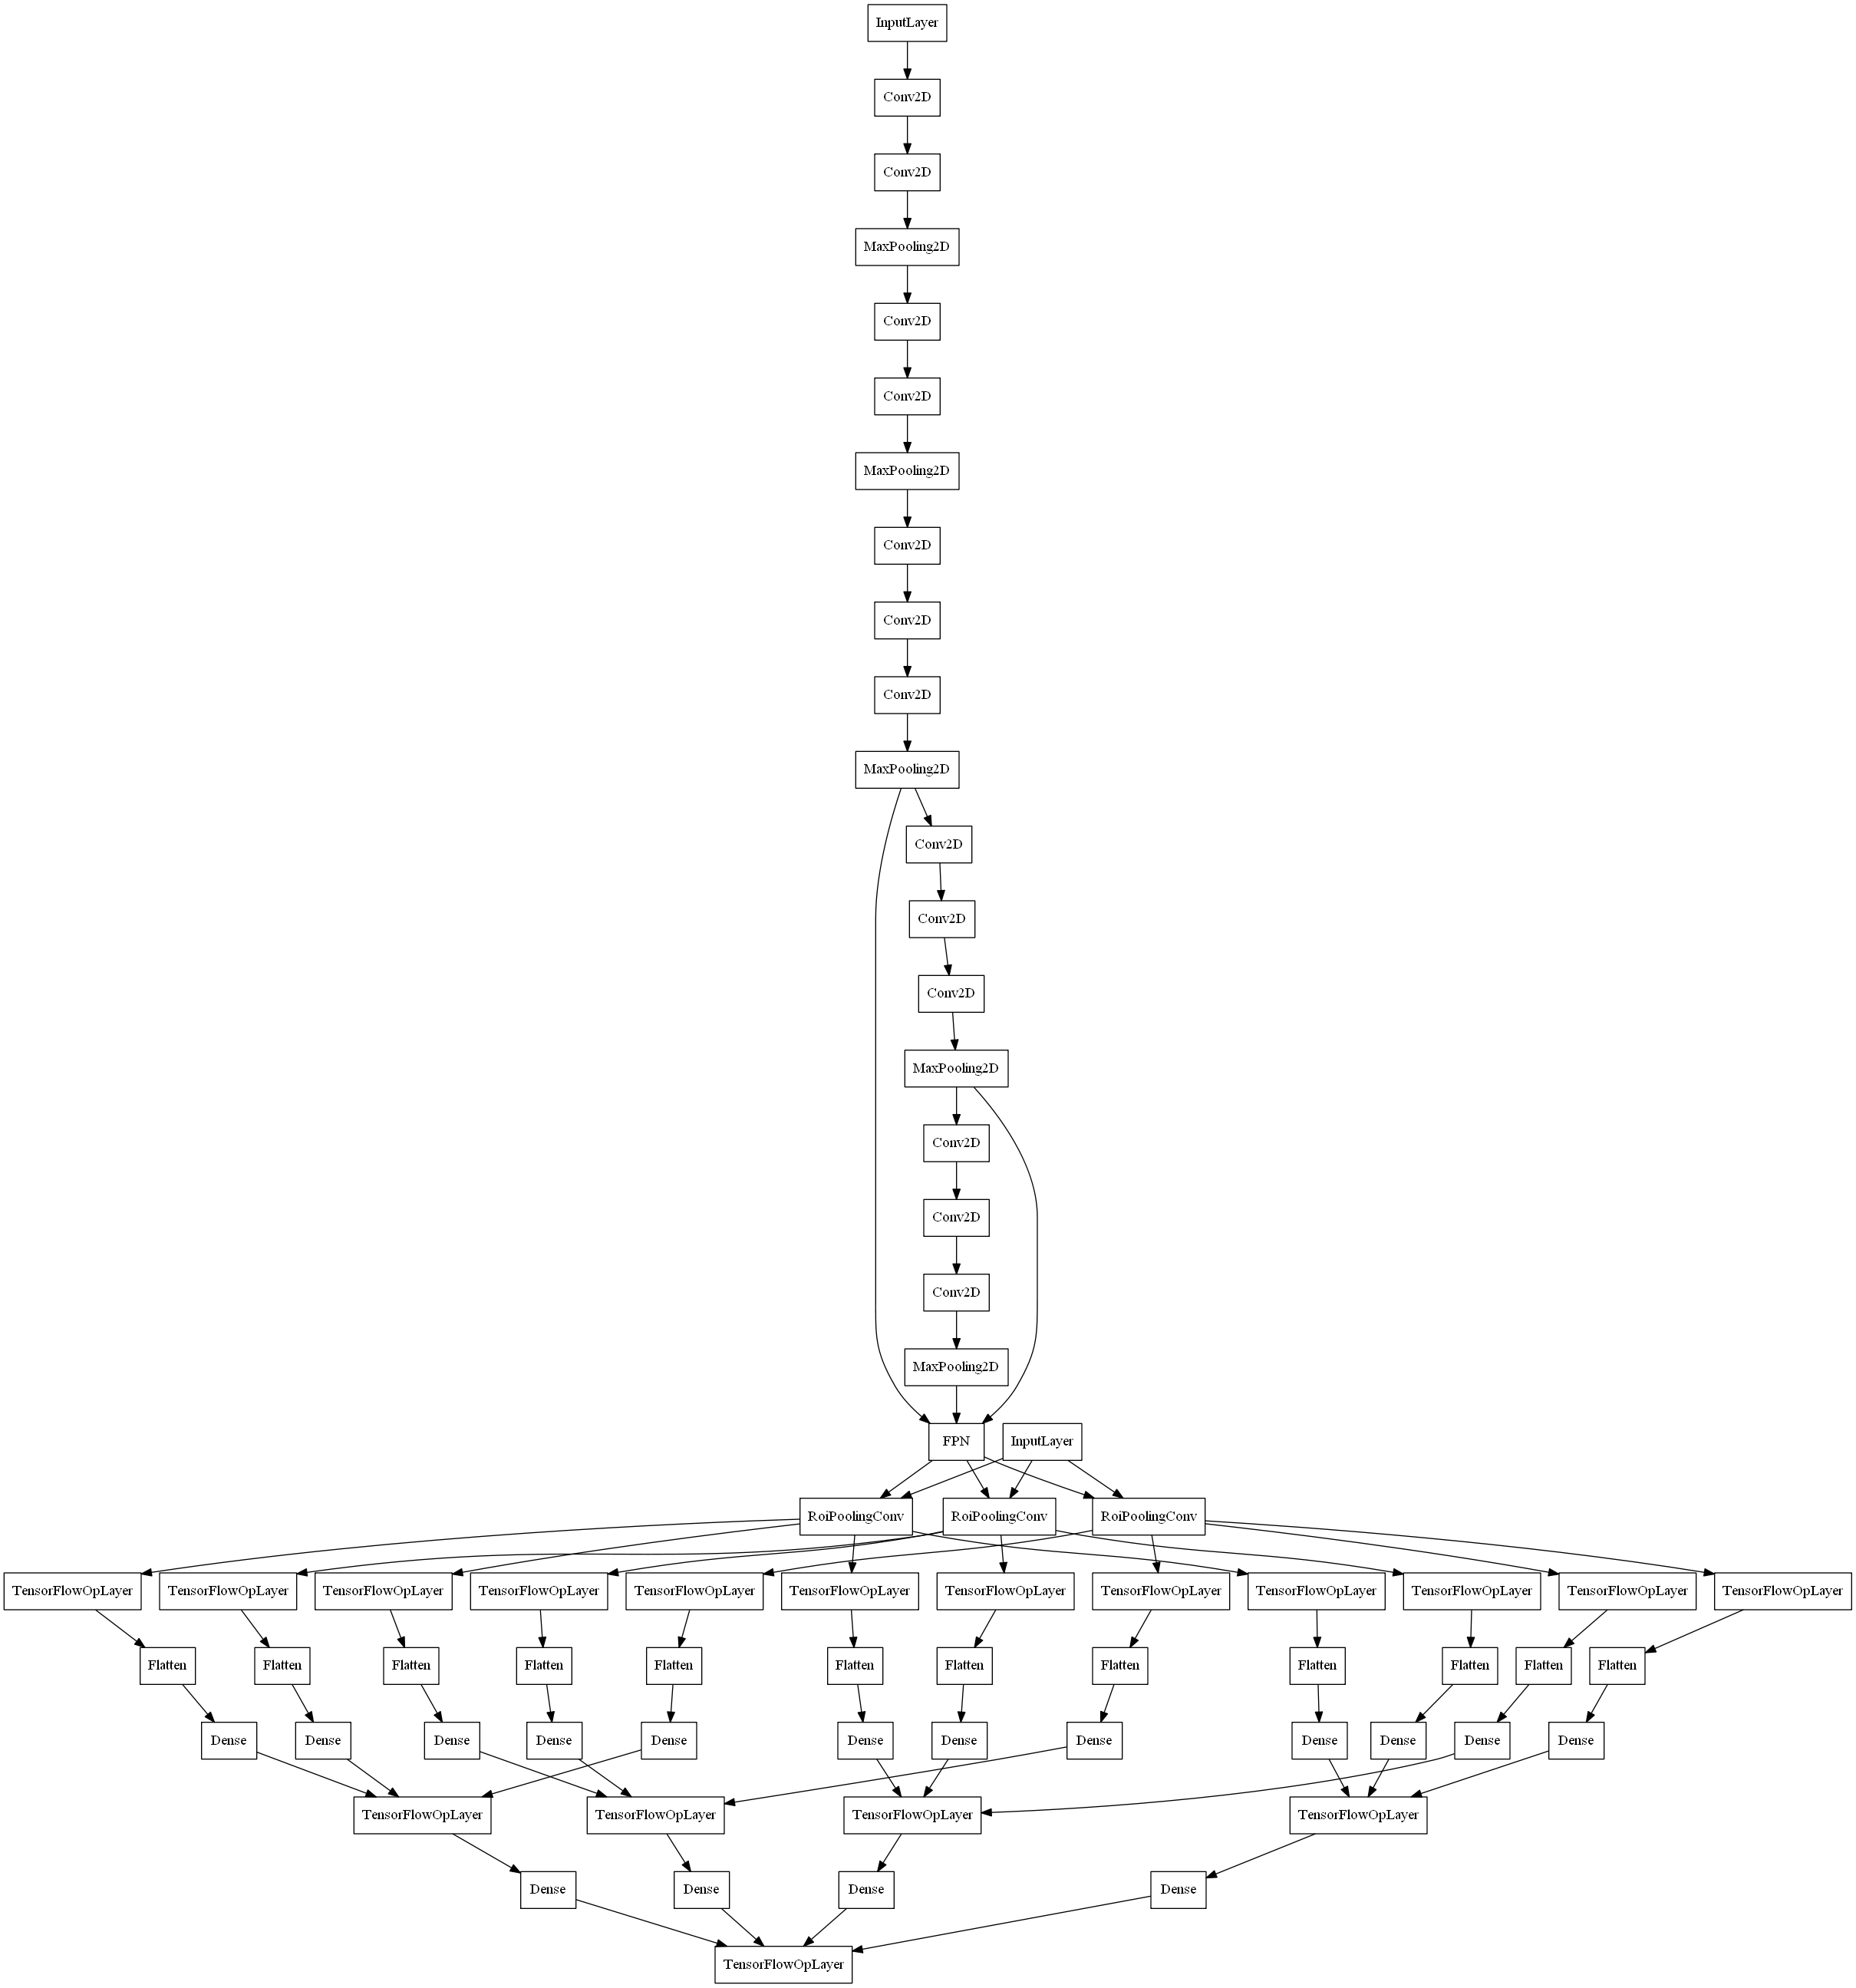 InputLayer
Conv2D
Conv2D
MaxPooling2D
Conv2D
Conv2D
MaxPooling2D
Conv2D
Conv2D
Conv2D
MaxPooling2D
Conv2D
Conv2D
Conv2D
MaxPooling2D
Conv2D
Conv2D
Conv2D
MaxPooling2D
FPN InputLayer
RoiPoolingConv RoiPoolingConv RoiPoolingConv
TensorFlowOpLayer TensorFlowOpLayer TensorFlowOpLayer TensorFlowOpLayer TensorFlowOpLayer TensorFlowOpLayer TensorFlowOpLayer TensorFlowOpLayer TensorFlowOpLayer TensorFlowOpLayer TensorFlowOpLayer TensorFlowOpLayer
Flatten Flatten Flatten Flatten Flatten Flatten Flatten Flatten Flatten Flatten Flatten Flatten
Dense Dense Dense Dense Dense Dense Dense Dense Dense Dense Dense Dense
TensorFlowOpLayer TensorFlowOpLayer TensorFlowOpLayer TensorFlowOpLayer
Dense Dense Dense Dense
TensorFlowOpLayer